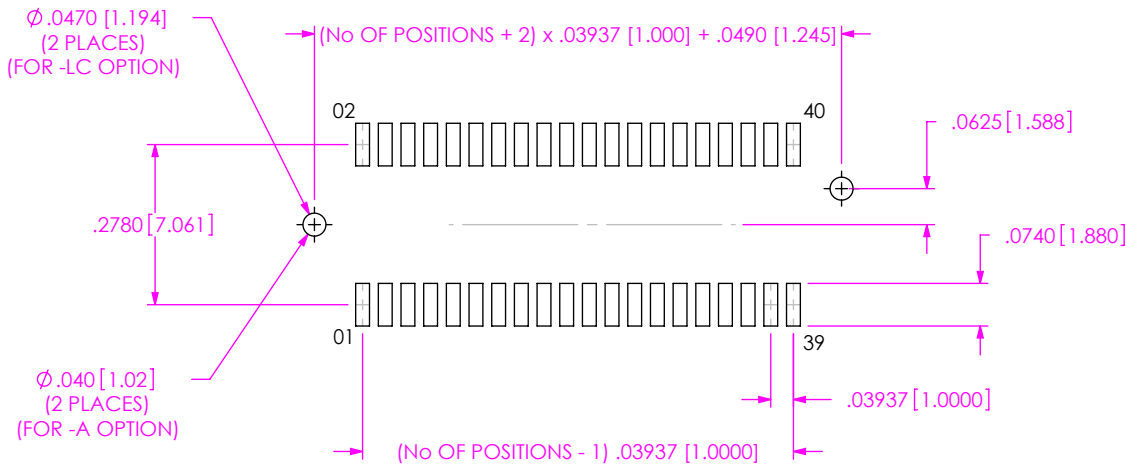 Ø.0470 [1.194]
(2 PLACES)
(FOR -LC OPTION)
(No OF POSITIONS + 2) x .03937 [1.000] + .0490 [1.245]
02
40
.0625 [1.588]
.2780 [7.061]
.0740 [1.880]
01
39
Ø.040 [1.02]
(2 PLACES)
(FOR -A OPTION)
.03937 [1.0000]
(No OF POSITIONS - 1) .03937 [1.0000]